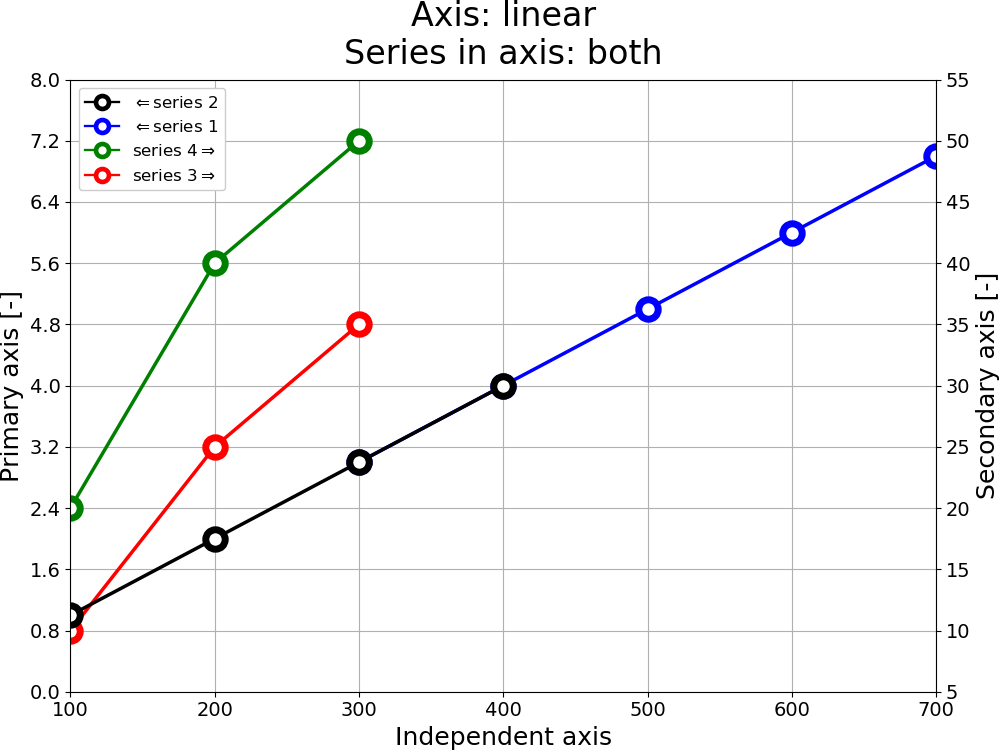 Axis: linear
Series in axis: both
8.0
7.2
6.4
5.6
4.8
4.0
3.2
2.4
1.6
0.8
0.0
Primary axis [-]
⇐series 2
⇐series 1
series 4⇒
series 3⇒
55
50
45
40
35
30
25
20
15
10
5
Secondary axis [-]
100 200 300 400 500 600 700
Independent axis